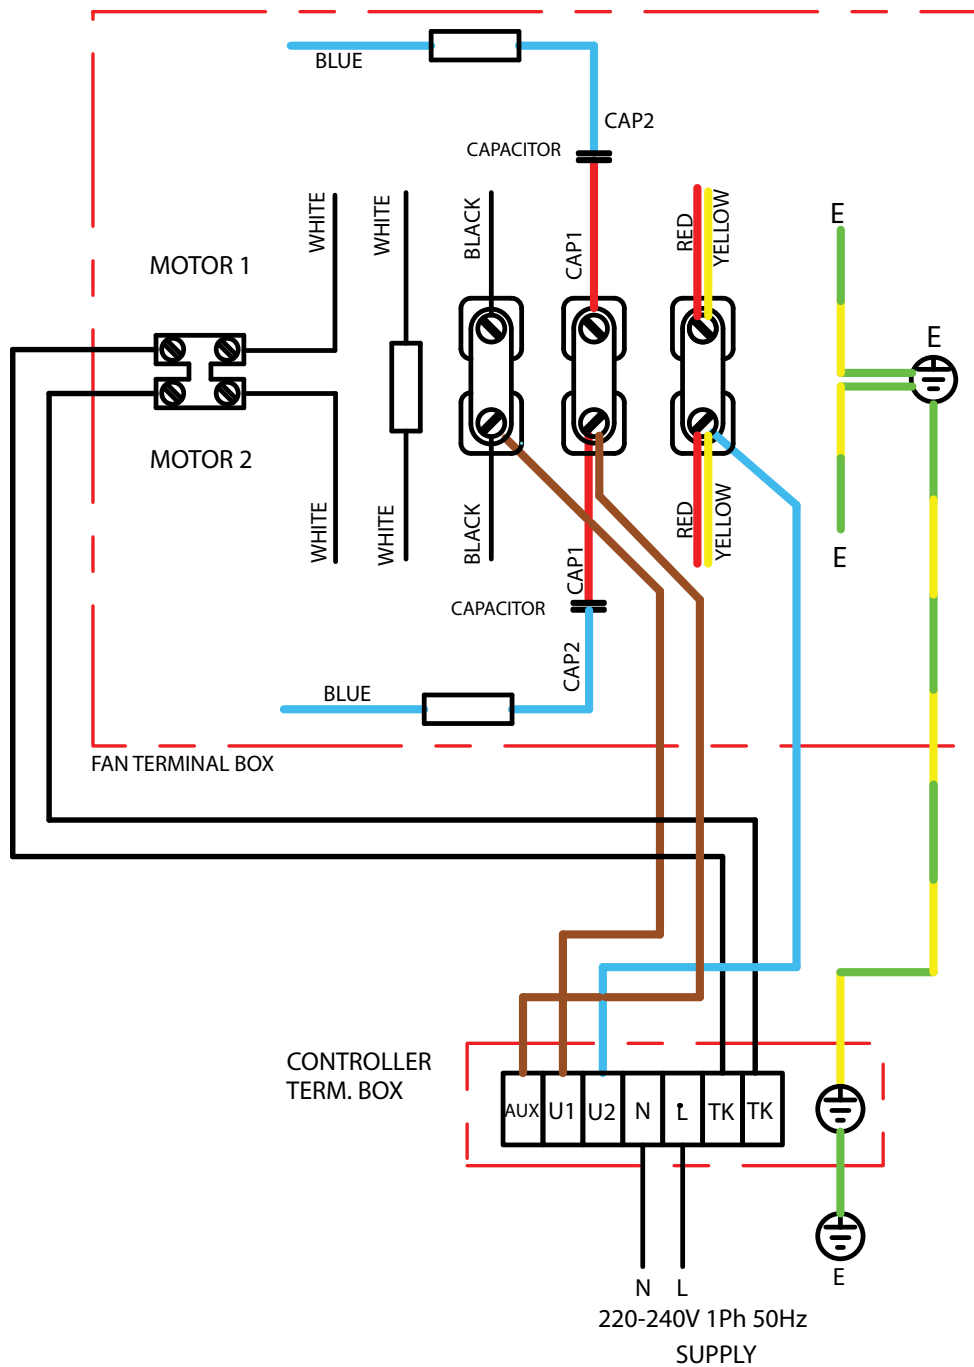 BLUE
CAP2
CAPACITOR
WHITE
WHITE
BLACK
CAP1
RED
YELLOW
E
MOTOR 1
E
MOTOR 2
WHITE
WHITE
BLACK
CAP1
RED
YELLOW
E
CAPACITOR
CAP2
BLUE
FAN TERMINAL BOX
CONTROLLER
TERM. BOX
AUX U1 U2 N L TK TK
N L E
220-240V 1Ph 50Hz
SUPPLY